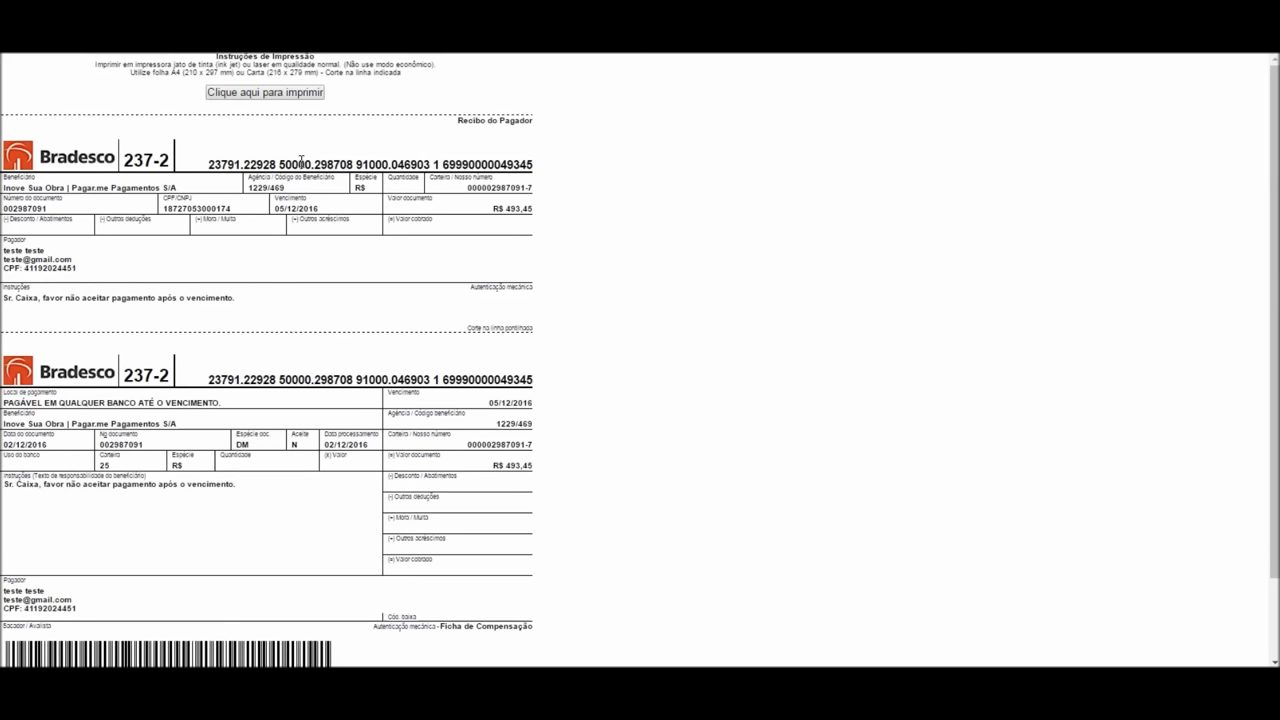 Instruções de Impressão
Imprimir em impressora jato de tinta (ink jet) ou laser em qualidade normal. (Não use modo econômico).
Utilize folha A4 (210 x 297 mm) ou Carta (216 x 279 mm) - Corte na linha indicada
Clique aqui para imprimir
Recibo do Pagador
Bradesco 237-2 23791.22928 50000.298708 91000.046903 1 69990000049345
Beneficiário Agência / Código do Beneficiário Espécie Quantidade Carteira / Nosso número
Inove Sua Obra | Pagar.me Pagamentos S/A 1229/469 R$ 000002987091-7
Número do documento CPF/CNPJ Vencimento Valor documento
002987091 18727053000174 05/12/2016 R$ 493,45
(-) Desconto / Abatimentos (-) Outras deduções (+) Mora / Multa (+) Outros acréscimos (=) Valor cobrado
Pagador
teste teste
teste@gmail.com
CPF: 41192024451
Instruções Autenticação mecânica
Sr. Caixa, favor não aceitar pagamento após o vencimento.
Corte na linha pontilhada
Bradesco 237-2 23791.22928 50000.298708 91000.046903 1 69990000049345
Local de pagamento Vencimento
PAGÁVEL EM QUALQUER BANCO ATÉ O VENCIMENTO. 05/12/2016
Beneficiário Agência / Código beneficiário
Inove Sua Obra | Pagar.me Pagamentos S/A 1229/469
Data do documento No documento Espécie doc. Aceite Data processamento Carteira / Nosso número
02/12/2016 002987091 DM N 02/12/2016 000002987091-7
Uso do banco Carteira Espécie Quantidade (x) Valor (=) Valor documento
25 R$ R$ 493,45
Instruções (Texto de responsabilidade do beneficiário) (-) Desconto / Abatimentos
Sr. Caixa, favor não aceitar pagamento após o vencimento.
(-) Outras deduções
(+) Mora / Multa
(+) Outros acréscimos
(=) Valor cobrado
Pagador
teste teste
teste@gmail.com
CPF: 41192024451
Cód. baixa
Sacador / Avalista Autenticação mecânica - Ficha de Compensação